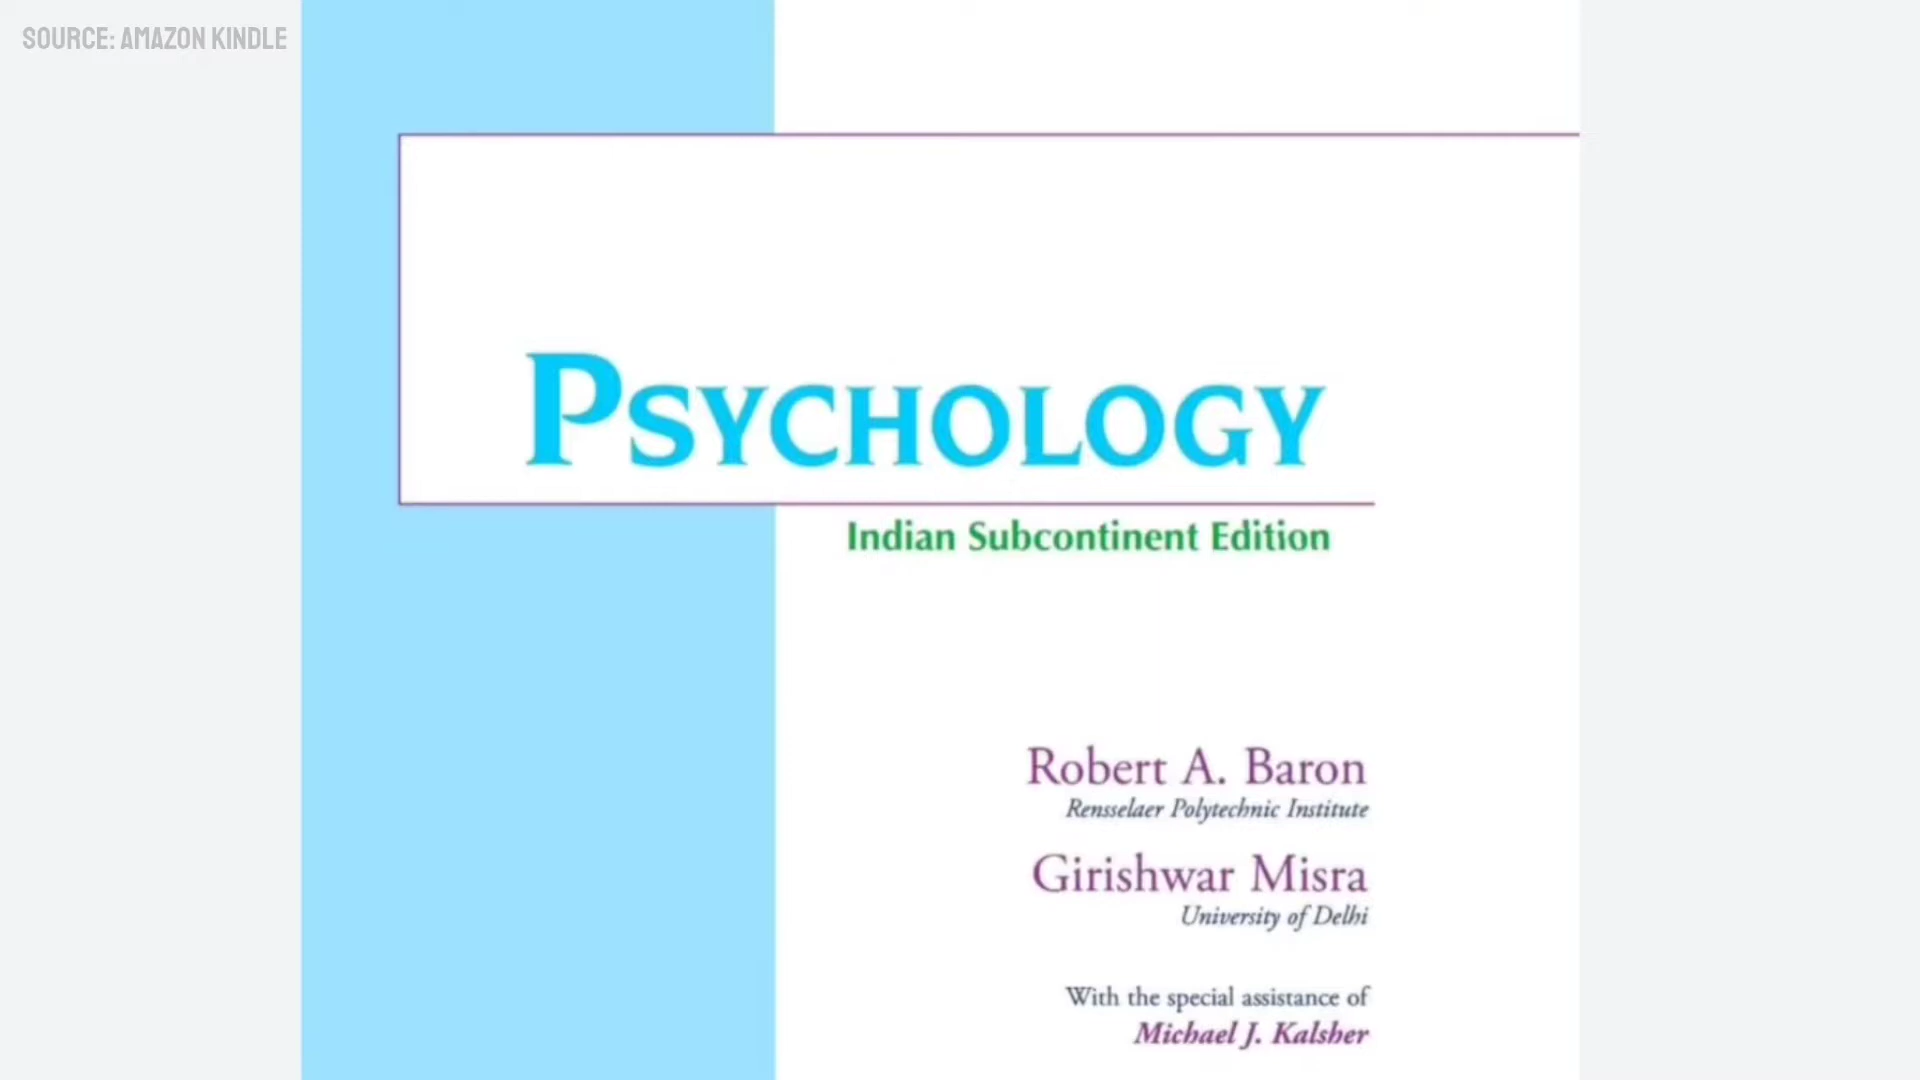 SOURCE: AMAZON KINDLE
PSYCHOLOGY
Indian Subcontinent Edition
Robert A. Baron
Rensselaer Polytechnic Institute
Girishwar Misra
University of Delhi
With the special assistance of
Michael J. Kalsher